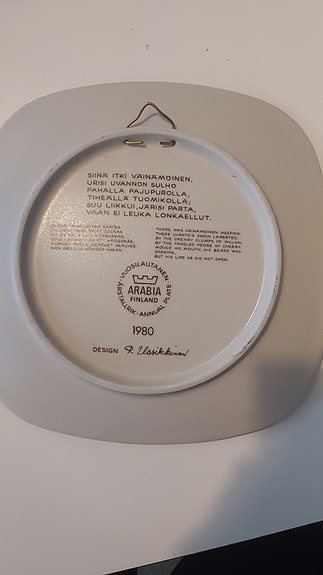 SIINÄ ITKI VÄINÄMÖINEN,
URISI UVANNON SULHO
PAHALLA PAJUPUROLLA,
TIHEÄLLÄ TUOMIKOLLA;
SUU LIIKKUI, JÄRISI PARTA,
VAAN EI LEUKA LONKAELLUT.
THERE WAS VÄINÄMÖINEN WEEPING,
THERE UVANTO'S SWAIN LAMENTED,
BY THE DREARY CLUMPS OF WILLOW
BY THE TANGLED HEDGE OF CHERRY.
MOVED HIS MOUTH, HIS BEARD WAS
SHAKING,
BUT HIS LIPS HE DID NOT OPEN.
VUOSILAUTANEN
ARABIA
FINLAND
ÅRSTALLRIK · ANNUAL PLATE
1980
DESIGN R. Uosikkinen